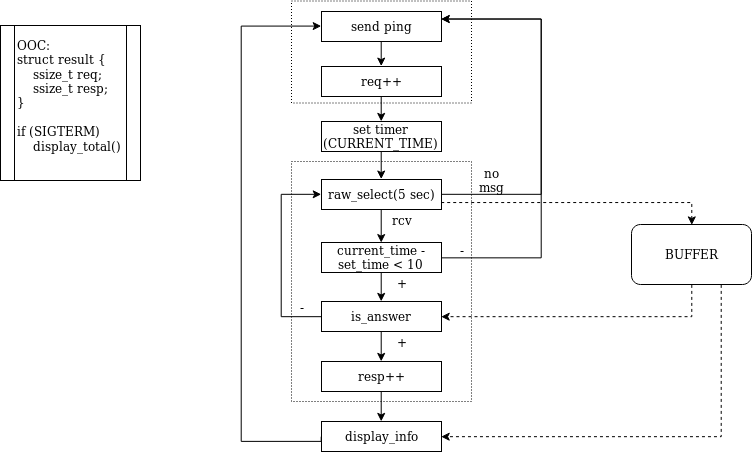 OOC:
struct result {
    ssize_t req;
    ssize_t resp;
}
if (SIGTERM)
    display_total()
send ping
req++
set timer
(CURRENT_TIME)
raw_select(5 sec)
no
msg
rcv
current_time -
set_time < 10
-
+
is_answer
-
+
resp++
display_info
BUFFER